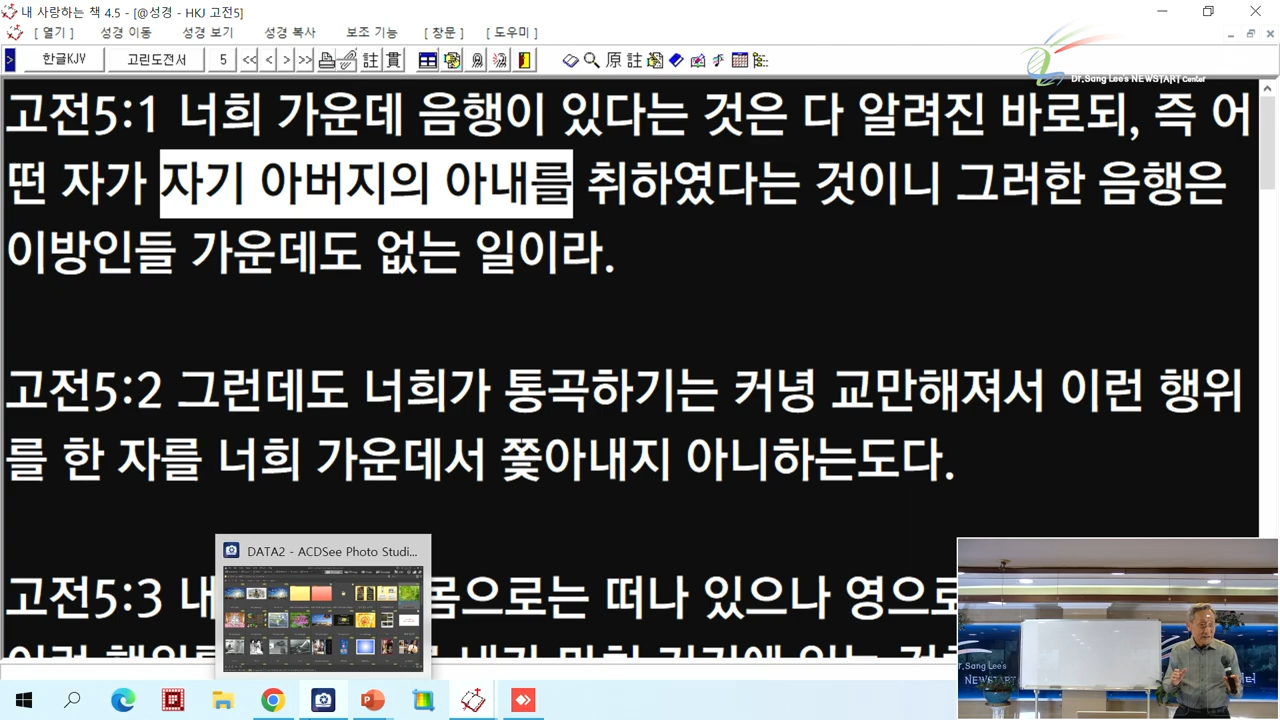 내 사랑하는 책 4.5 - [@성경 - HKJ 고전5]
[ 열기 ] 성경 이동 성경 보기 성경 복사 보조 기능 [ 창문 ] [ 도우미 ]
> 한글KJV 고린도전서 5 << < > >> 註 貫 原 註
Dr.Sang Lee's NEWSTART Center
고전5:1 너희 가운데 음행이 있다는 것은 다 알려진 바로되, 즉 어
떤 자가 자기 아버지의 아내를 취하였다는 것이니 그러한 음행은
이방인들 가운데도 없는 일이라.
고전5:2 그런데도 너희가 통곡하기는 커녕 교만해져서 이런 행위
를 한 자를 너희 가운데서 쫓아내지 아니하는도다.
DATA2 - ACDSee Photo Studi...
고전5:3 내 몸으로는 떠나 있으나 영으로
Dr.Sang Lee's